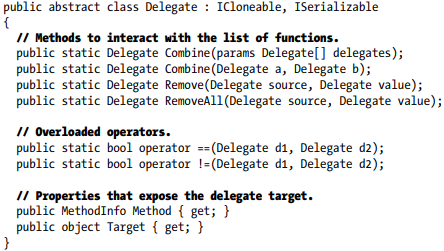 public abstract class Delegate : ICloneable, ISerializable
{
// Methods to interact with the list of functions.
public static Delegate Combine(params Delegate[] delegates);
public static Delegate Combine(Delegate a, Delegate b);
public static Delegate Remove(Delegate source, Delegate value);
public static Delegate RemoveAll(Delegate source, Delegate value);
// Overloaded operators.
public static bool operator ==(Delegate d1, Delegate d2);
public static bool operator !=(Delegate d1, Delegate d2);
// Properties that expose the delegate target.
public MethodInfo Method { get; }
public object Target { get; }
}